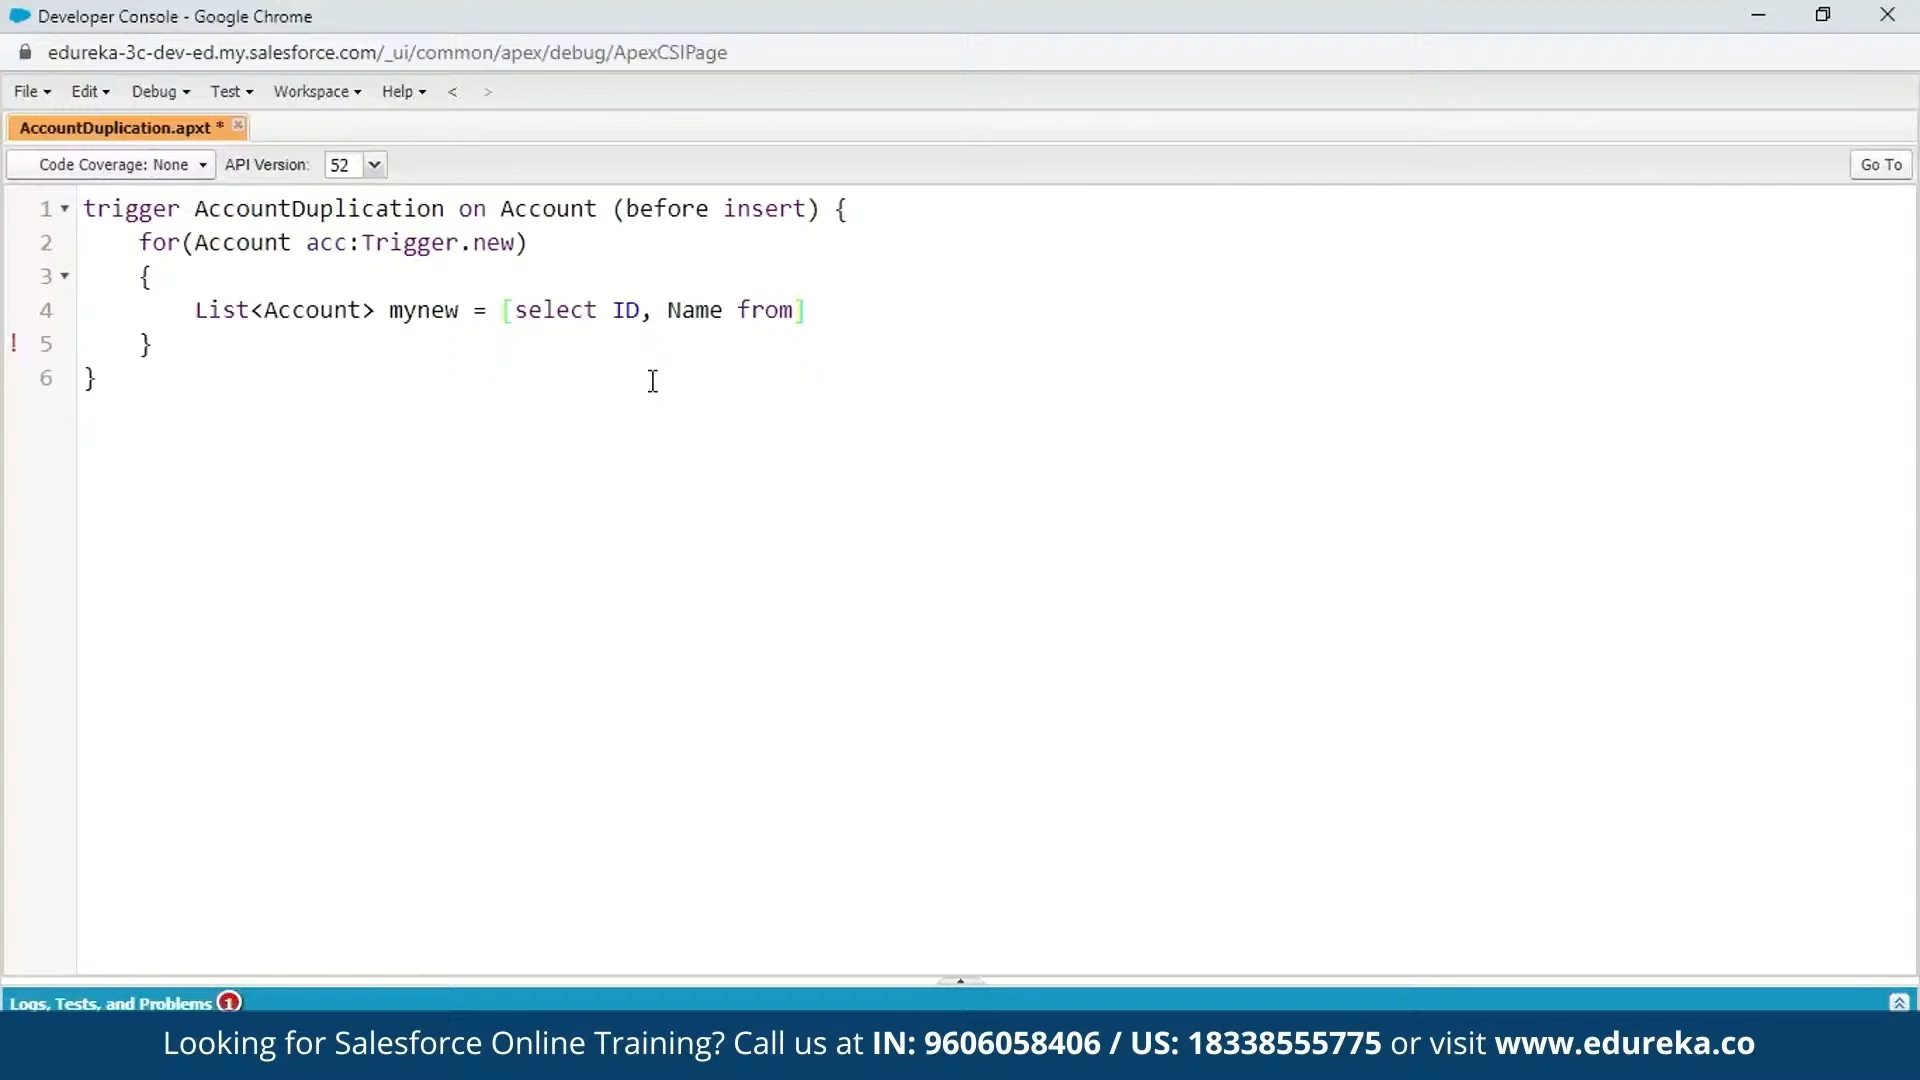 Developer Console - Google Chrome
edureka-3c-dev-ed.my.salesforce.com/_ui/common/apex/debug/ApexCSIPage
File Edit Debug Test Workspace Help < >
AccountDuplication.apxt *
Code Coverage: None API Version: 52 Go To
1 trigger AccountDuplication on Account (before insert) {
2 for(Account acc:Trigger.new)
3 {
4 List<Account> mynew = [select ID, Name from]
! 5 }
6 }
Logs, Tests, and Problems 1
Looking for Salesforce Online Training? Call us at IN: 9606058406 / US: 18338555775 or visit www.edureka.co